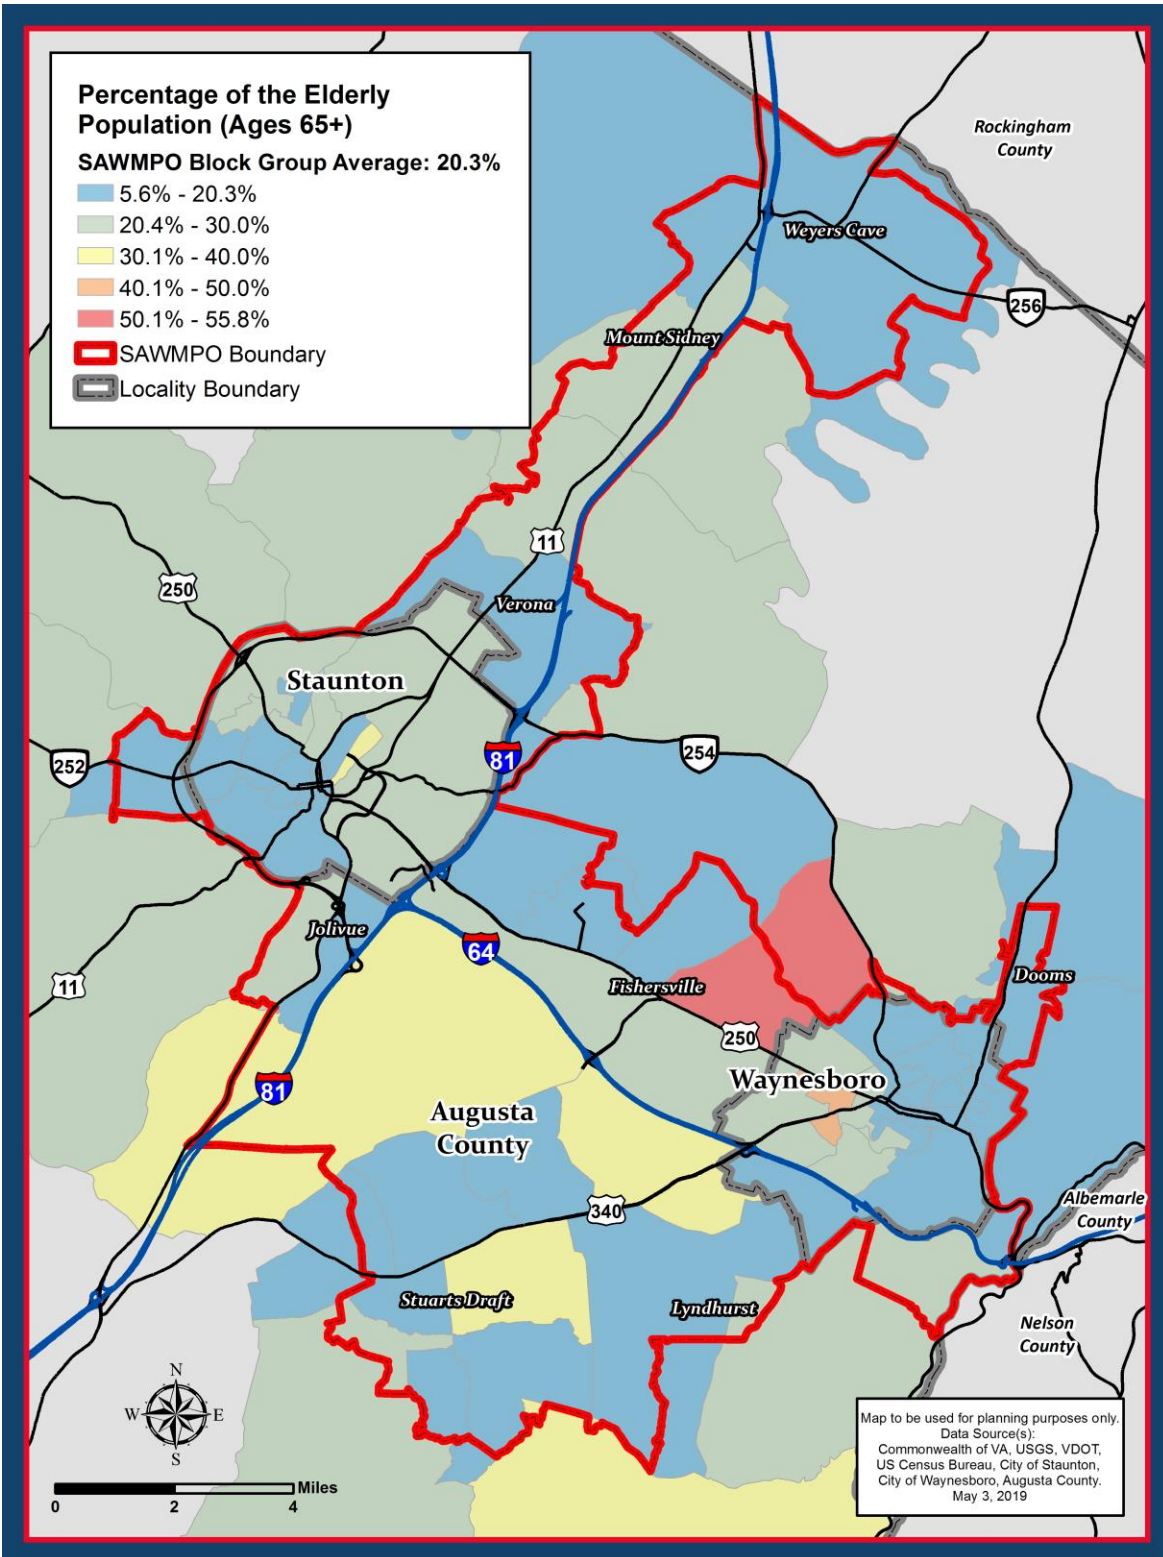 Percentage of the Elderly
Population (Ages 65+)
SAWMPO Block Group Average: 20.3%
5.6% - 20.3%
20.4% - 30.0%
30.1% - 40.0%
40.1% - 50.0%
50.1% - 55.8%
SAWMPO Boundary
Locality Boundary
Rockingham
County
Weyers Cave
256
Mount Sidney
11
250
Verona
Staunton
81
254
252
Jolivue
64
11
Fishersville
Dooms
250
Waynesboro
81
Augusta
County
340
Albemarle
County
Stuarts Draft
Lyndhurst
Nelson
County
N
W E
S
Miles
0 2 4
Map to be used for planning purposes only.
Data Source(s):
Commonwealth of VA, USGS, VDOT,
US Census Bureau, City of Staunton,
City of Waynesboro, Augusta County.
May 3, 2019